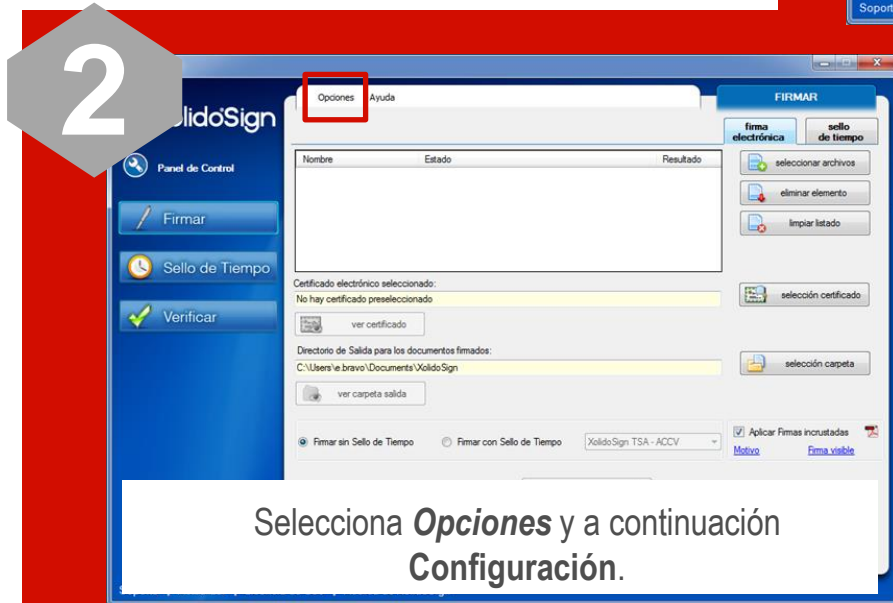 Soport
2
lidoSign
Opciones Ayuda
FIRMAR
firma electrónica
sello de tiempo
Panel de Control
Firmar
Sello de Tiempo
Verificar
Nombre Estado Resultado
seleccionar archivos
eliminar elemento
limpiar listado
Certificado electrónico seleccionado:
No hay certificado preseleccionado
selección certificado
ver certificado
Directorio de Salida para los documentos firmados:
C:\Users\e.bravo\Documents\XolidoSign
selección carpeta
ver carpeta salida
Firmar sin Sello de Tiempo Firmar con Sello de Tiempo XolidoSign TSA - ACCV
Aplicar Firmas incrustadas
Motivo Firma visible
Selecciona Opciones y a continuación
Configuración.